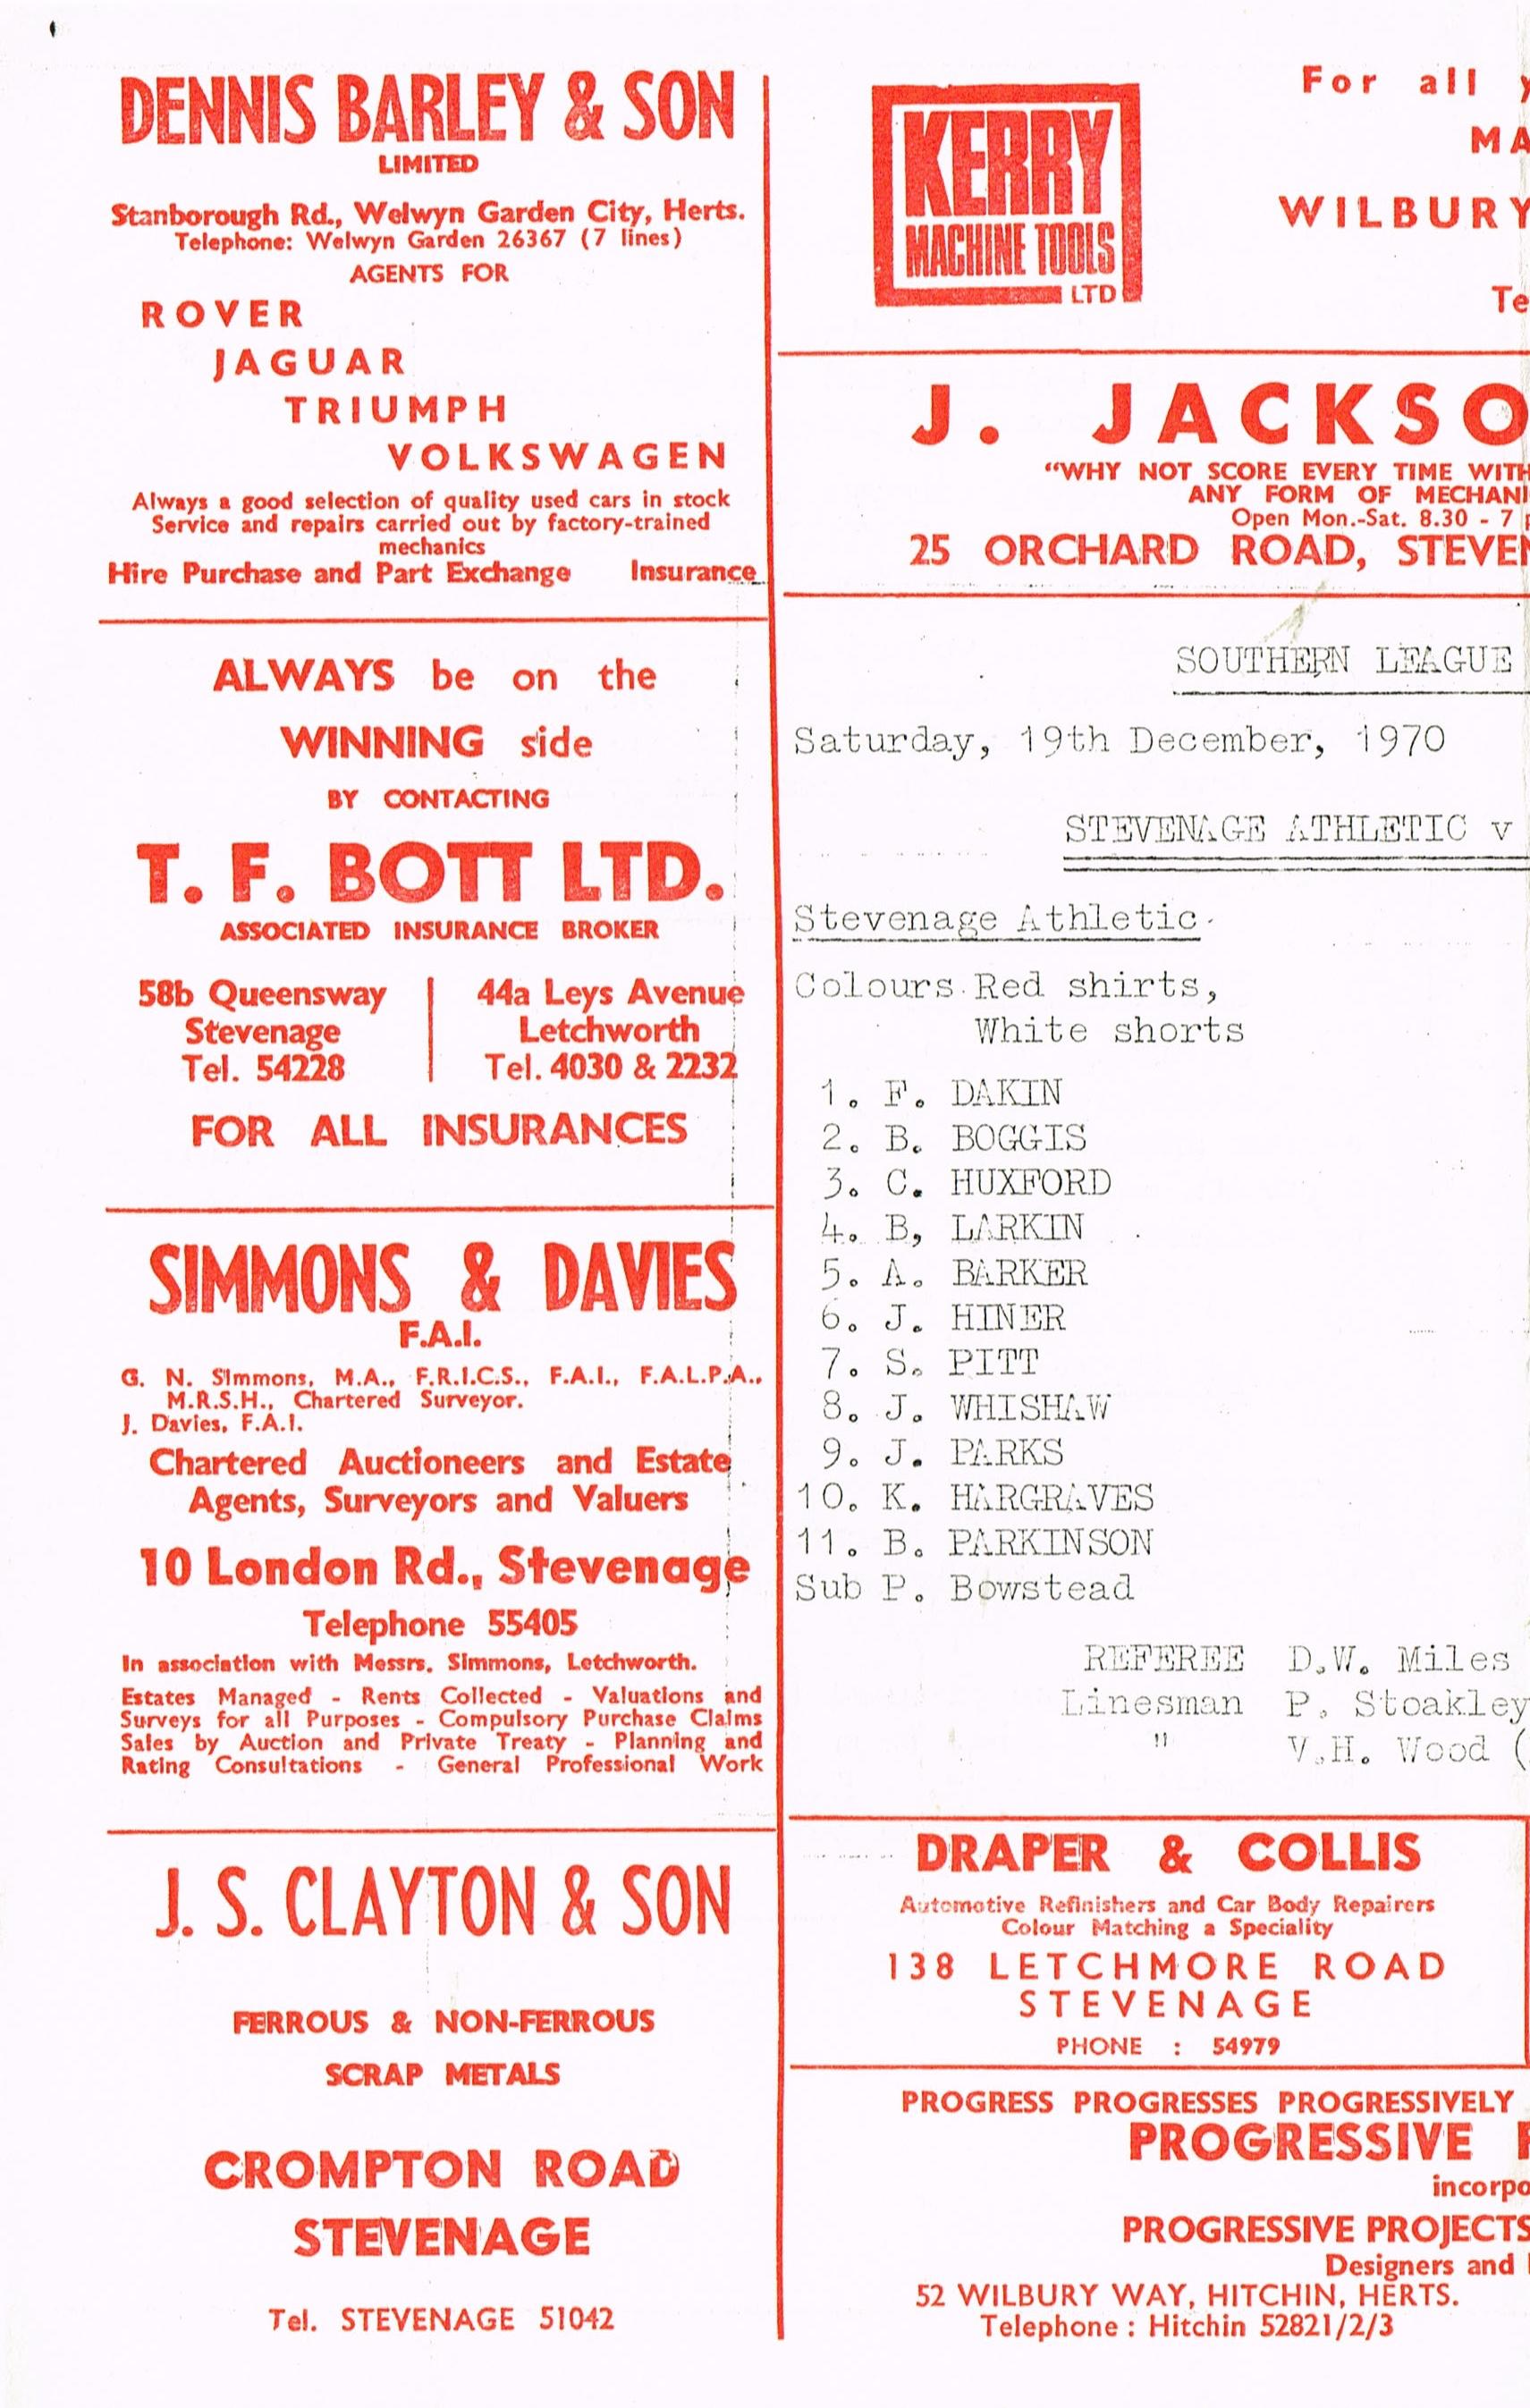 DENNIS BARLEY & SON
LIMITED
Stanborough Rd., Welwyn Garden City, Herts.
Telephone: Welwyn Garden 26367 (7 lines)
AGENTS FOR
ROVER
JAGUAR
TRIUMPH
VOLKSWAGEN
Always a good selection of quality used cars in stock
Service and repairs carried out by factory-trained
mechanics
Hire Purchase and Part Exchange Insurance
ALWAYS be on the
WINNING side
BY CONTACTING
T. F. BOTT LTD.
ASSOCIATED INSURANCE BROKER
58b Queensway
Stevenage
Tel. 54228
44a Leys Avenue
Letchworth
Tel. 4030 & 2232
FOR ALL INSURANCES
SIMMONS & DAVIES
F.A.I.
G. N. Simmons, M.A., F.R.I.C.S., F.A.I., F.A.L.P.A.,
M.R.S.H., Chartered Surveyor.
J. Davies, F.A.I.
Chartered Auctioneers and Estate
Agents, Surveyors and Valuers
10 London Rd., Stevenage
Telephone 55405
In association with Messrs. Simmons, Letchworth.
Estates Managed - Rents Collected - Valuations and
Surveys for all Purposes - Compulsory Purchase Claims
Sales by Auction and Private Treaty - Planning and
Rating Consultations - General Professional Work
J. S. CLAYTON & SON
FERROUS & NON-FERROUS
SCRAP METALS
CROMPTON ROAD
STEVENAGE
Tel. STEVENAGE 51042
KERRY
MACHINE TOOLS
LTD
For all
MA
WILBURY
Te
J. JACKSO
"WHY NOT SCORE EVERY TIME WITH
ANY FORM OF MECHANI
Open Mon.-Sat. 8.30 - 7
25 ORCHARD ROAD, STEVEN
SOUTHERN LEAGUE
Saturday, 19th December, 1970
STEVENAGE ATHLETIC v
Stevenage Athletic
Colours Red shirts,
White shorts
1. F. DAKIN
2. B. BOGGIS
3. C. HUXFORD
4. B, LARKIN
5. A. BARKER
6. J. HINER
7. S. PITT
8. J. WHISHAW
9. J. PARKS
10. K. HARGRAVES
11. B. PARKINSON
Sub P. Bowstead
REFEREE D.W. Miles
Linesman P. Stoakley
" V.H. Wood (
DRAPER & COLLIS
Automotive Refinishers and Car Body Repairers
Colour Matching a Speciality
138 LETCHMORE ROAD
STEVENAGE
PHONE : 54979
PROGRESS PROGRESSES PROGRESSIVELY
PROGRESSIVE
incorpo
PROGRESSIVE PROJECTS
Designers and
52 WILBURY WAY, HITCHIN, HERTS.
Telephone : Hitchin 52821/2/3